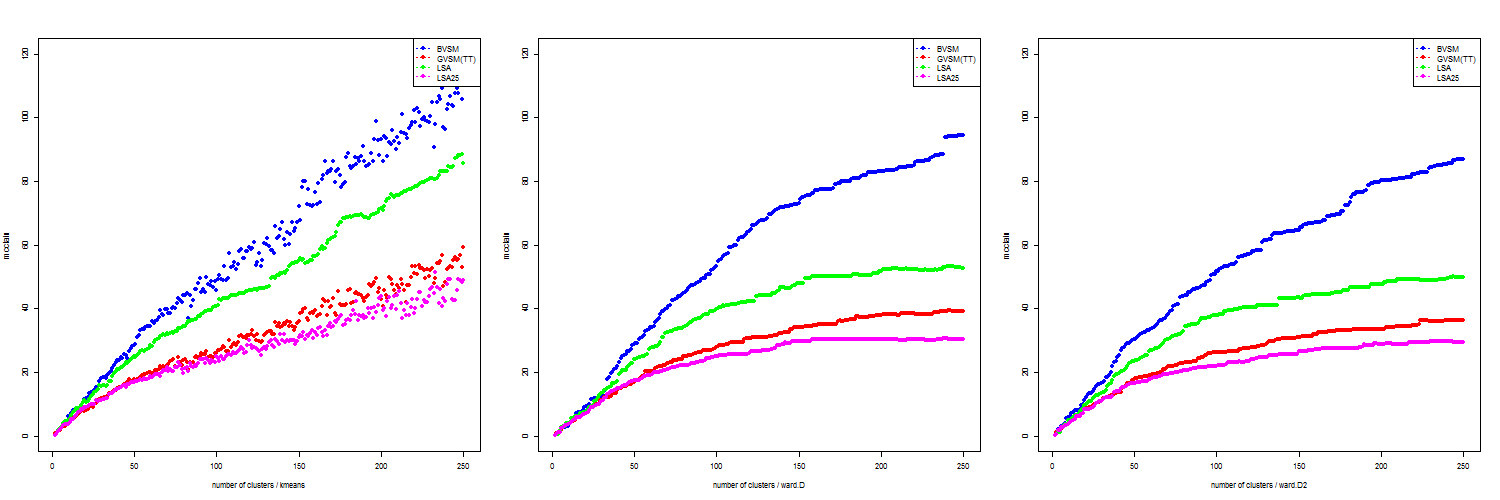 BVSM
GVSM(TT)
LSA
LSA25
mcclain
0
20
40
60
80
100
120
0
50
100
150
200
250
number of clusters / kmeans
BVSM
GVSM(TT)
LSA
LSA25
mcclain
0
20
40
60
80
100
120
0
50
100
150
200
250
number of clusters / ward.D
BVSM
GVSM(TT)
LSA
LSA25
mcclain
0
20
40
60
80
100
120
0
50
100
150
200
250
number of clusters / ward.D2